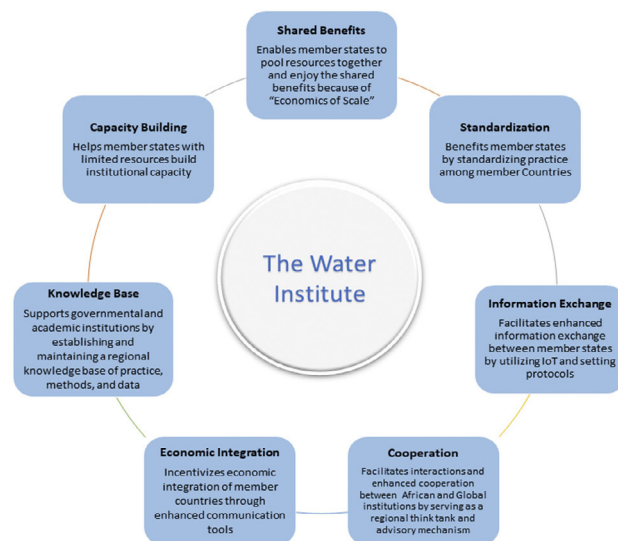 Shared Benefits
Enables member states to
pool resources together
and enjoy the shared
benefits because of
“Economics of Scale”
Standardization
Benefits member states
by standardizing practice
among member Countries
Information Exchange
Facilitates enhanced
information exchange
between member states
by utilizing IoT and setting
protocols
Cooperation
Facilitates interactions and
enhanced cooperation
between African and Global
institutions by serving as a
regional think tank and
advisory mechanism
Economic Integration
Incentivizes economic
integration of member
countries through
enhanced communication
tools
Knowledge Base
Supports governmental and
academic institutions by
establishing and
maintaining a regional
knowledge base of practice,
methods, and data
Capacity Building
Helps member states with
limited resources build
institutional capacity
The Water
Institute